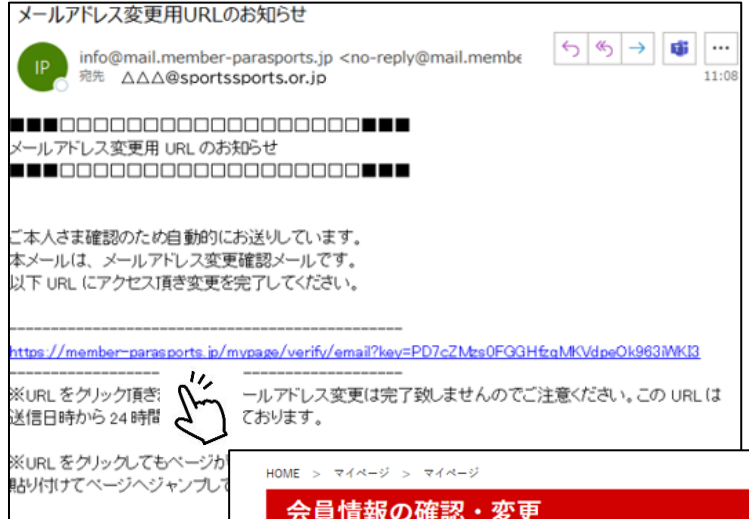 メールアドレス変更用URLのお知らせ
IP
info@mail.member-parasports.jp <no-reply@mail.membe
宛先 △△△@sportssports.or.jp
11:08
■■■□□□□□□□□□□□□□□□□□□■■■
メールアドレス変更用 URL のお知らせ
■■■□□□□□□□□□□□□□□□□□□■■■
ご本人さま確認のため自動的にお送りしています。
本メールは、メールアドレス変更確認メールです。
以下 URL にアクセス頂き変更を完了してください。
--------------------------------------------------
https://member-parasports.jp/mypage/verify/email?key=PD7cZMzs0FGGHfzqMKVdpeOk963iWKI3
--------------------------------------------------
※URL をクリック頂き ールアドレス変更は完了致しませんのでご注意ください。この URL は
送信日時から 24 時間 ております。
※URL をクリックしてもページが
貼り付けてページへジャンプして
HOME > マイページ > マイページ
会員情報の確認・変更